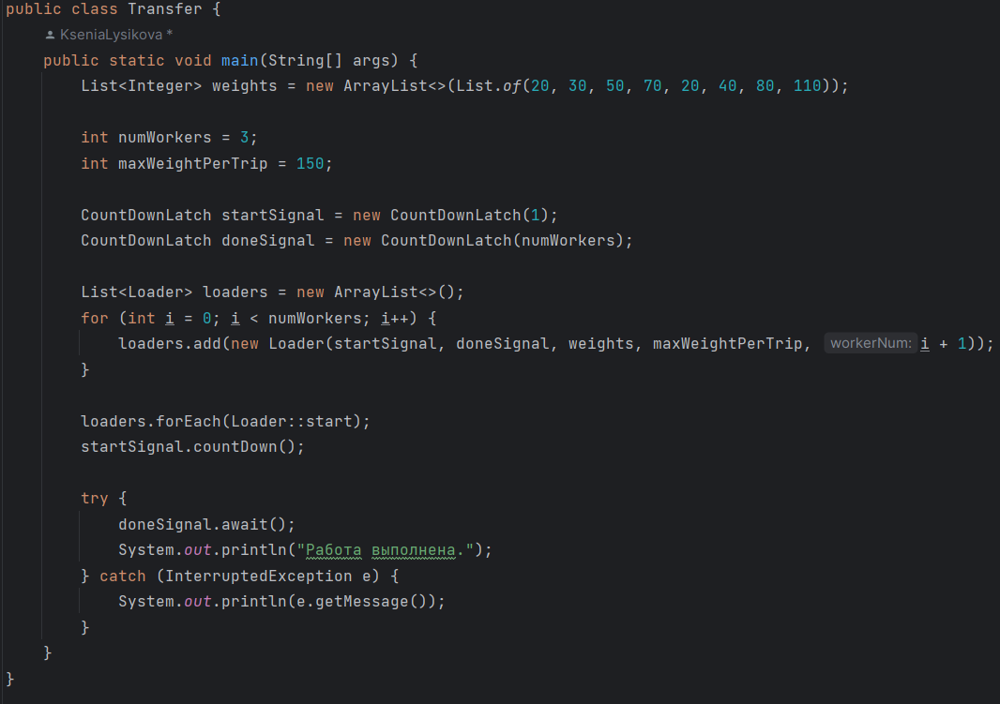 public class Transfer {
KseniaLysikova *
public static void main(String[] args) {
List<Integer> weights = new ArrayList<>(List.of(20, 30, 50, 70, 20, 40, 80, 110));
int numWorkers = 3;
int maxWeightPerTrip = 150;
CountDownLatch startSignal = new CountDownLatch(1);
CountDownLatch doneSignal = new CountDownLatch(numWorkers);
List<Loader> loaders = new ArrayList<>();
for (int i = 0; i < numWorkers; i++) {
loaders.add(new Loader(startSignal, doneSignal, weights, maxWeightPerTrip, workerNum: i + 1));
}
loaders.forEach(Loader::start);
startSignal.countDown();
try {
doneSignal.await();
System.out.println("Работа выполнена.");
} catch (InterruptedException e) {
System.out.println(e.getMessage());
}
}
}